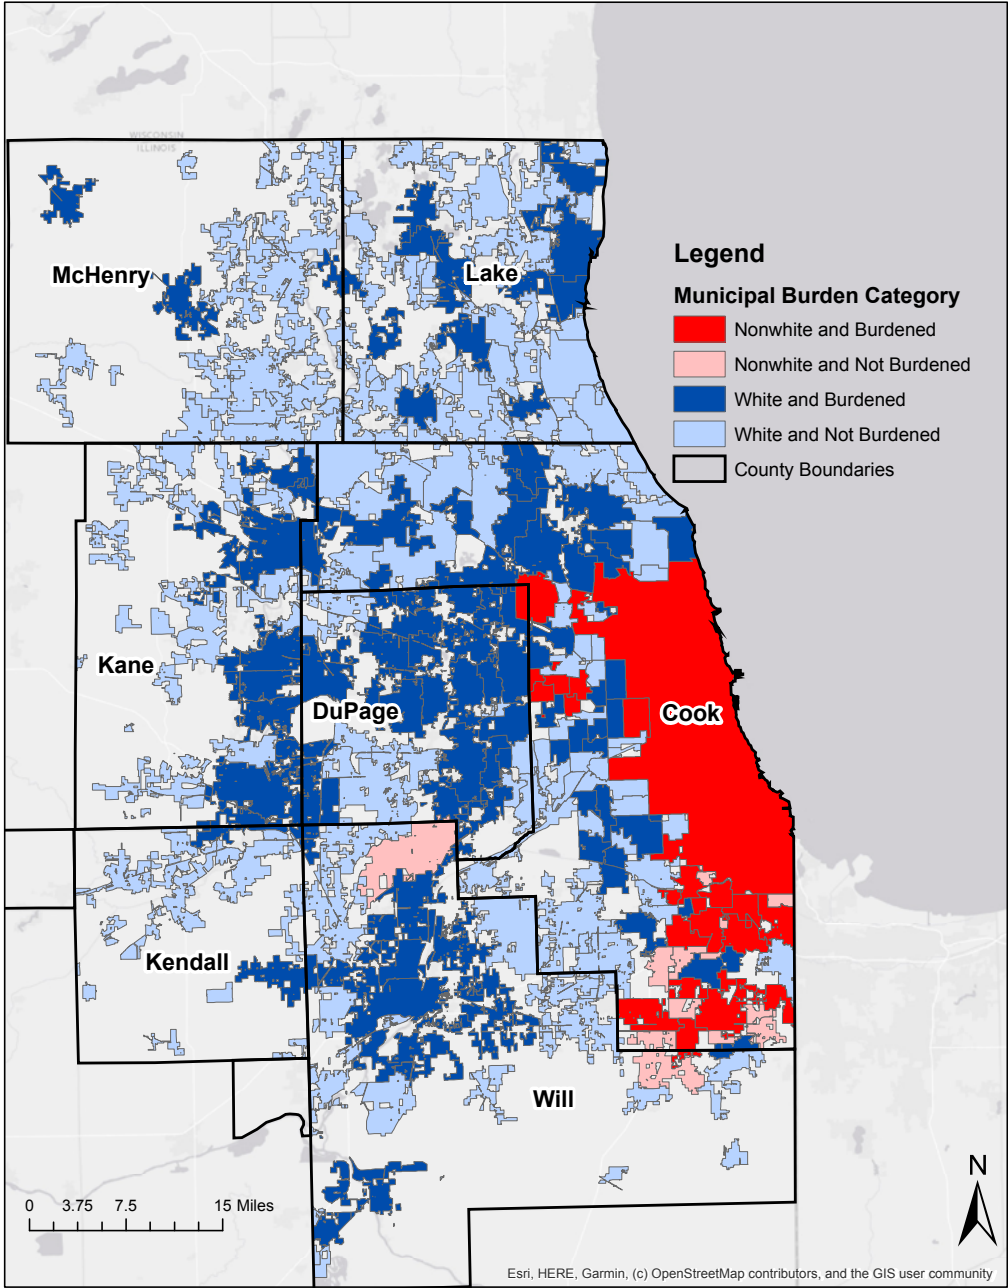 WISCONSIN
ILLINOIS
McHenry
Lake
Legend
Municipal Burden Category
Nonwhite and Burdened
Nonwhite and Not Burdened
White and Burdened
White and Not Burdened
County Boundaries
Kane
DuPage
Cook
Kendall
Will
N
0 3.75 7.5 15 Miles
Esri, HERE, Garmin, (c) OpenStreetMap contributors, and the GIS user community